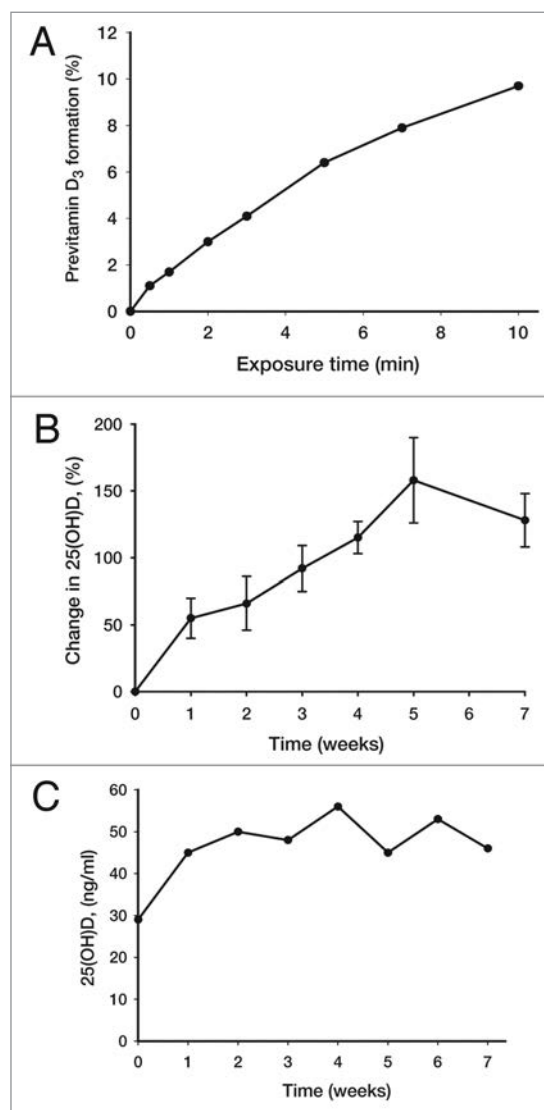 A
Previtamin D₃ formation (%)
12
10
8
6
4
2
0
0 2 4 6 8 10
Exposure time (min)
B
Change in 25(OH)D, (%)
200
150
100
50
0
0 1 2 3 4 5 6 7
Time (weeks)
C
25(OH)D, (ng/ml)
60
50
40
30
20
10
0
0 1 2 3 4 5 6 7
Time (weeks)